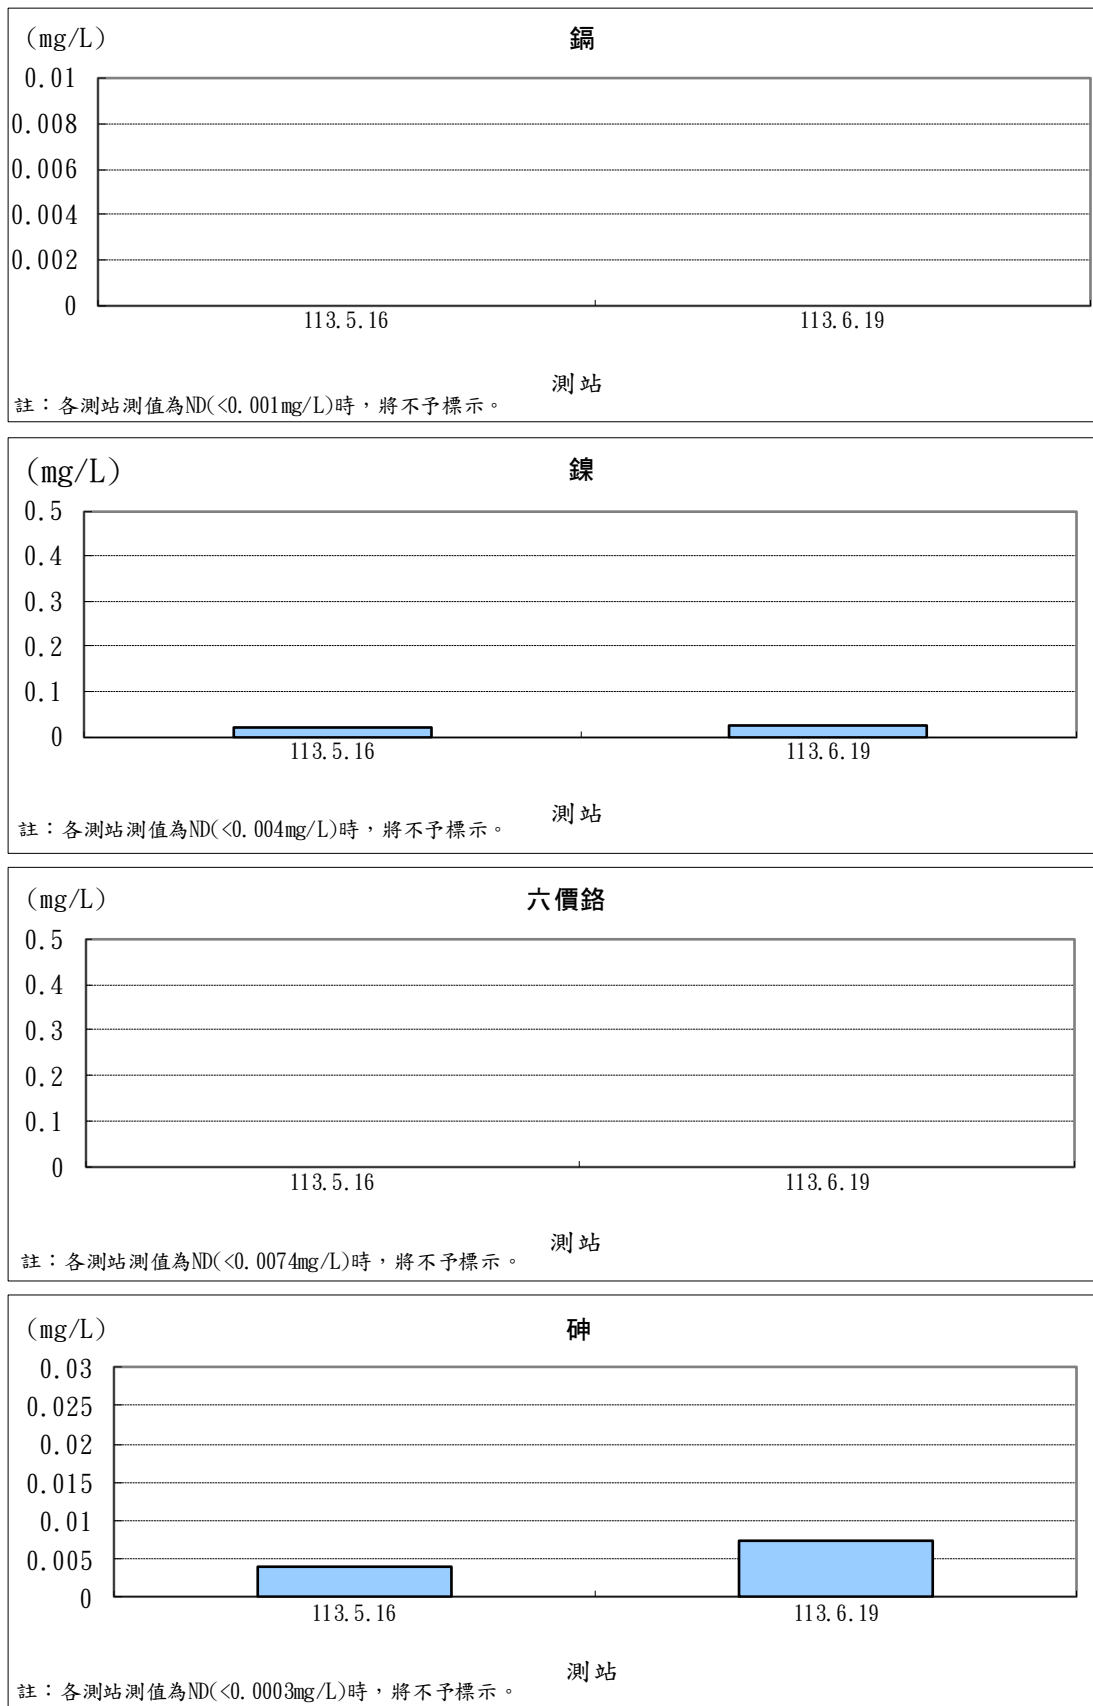 (mg/L)
鎘
0.01
0.008
0.006
0.004
0.002
0
113.5.16
113.6.19
測站
註：各測站測值為ND(<0.001mg/L)時，將不予標示。
(mg/L)
鎳
0.5
0.4
0.3
0.2
0.1
0
113.5.16
113.6.19
測站
註：各測站測值為ND(<0.004mg/L)時，將不予標示。
(mg/L)
六價鉻
0.5
0.4
0.3
0.2
0.1
0
113.5.16
113.6.19
測站
註：各測站測值為ND(<0.0074mg/L)時，將不予標示。
(mg/L)
砷
0.03
0.025
0.02
0.015
0.01
0.005
0
113.5.16
113.6.19
測站
註：各測站測值為ND(<0.0003mg/L)時，將不予標示。